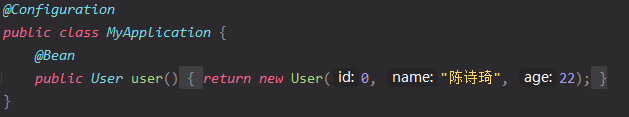 @Configuration
public class MyApplication {
@Bean
public User user() { return new User( id: 0, name: "陈诗琦", age: 22); }
}